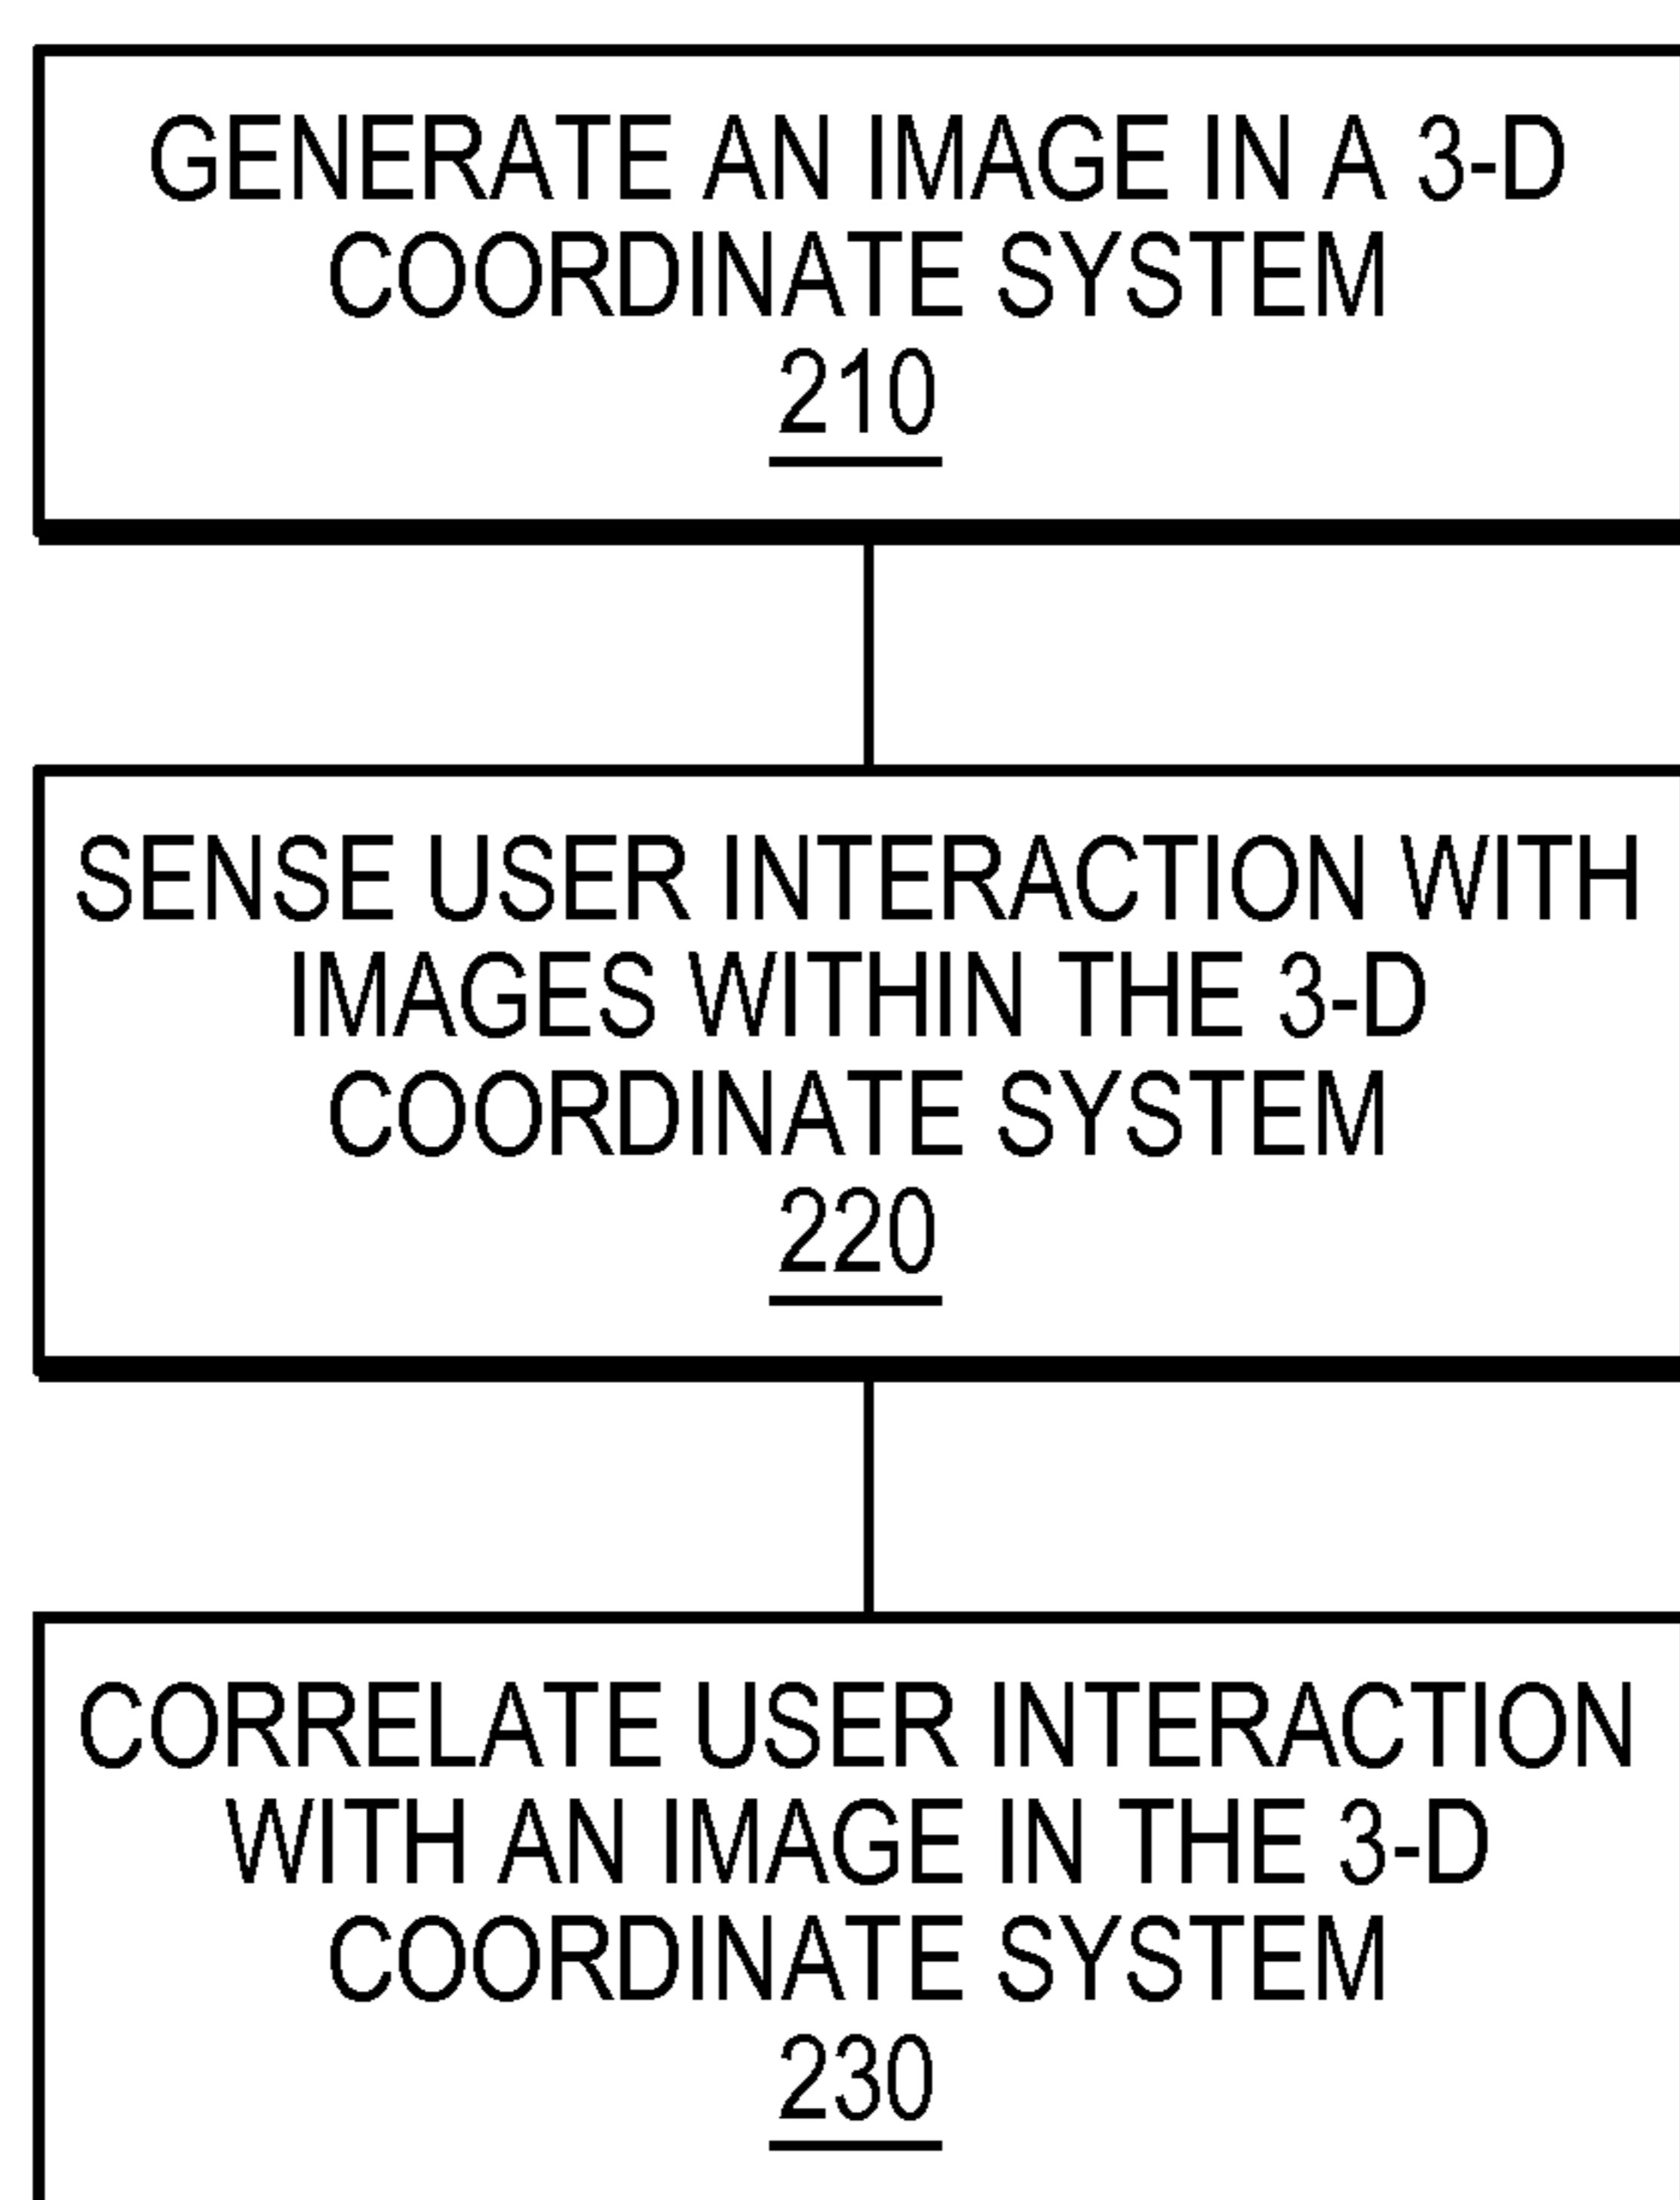 GENERATE AN IMAGE IN A 3-D
COORDINATE SYSTEM
210
SENSE USER INTERACTION WITH
IMAGES WITHIN THE 3-D
COORDINATE SYSTEM
220
CORRELATE USER INTERACTION
WITH AN IMAGE IN THE 3-D
COORDINATE SYSTEM
230